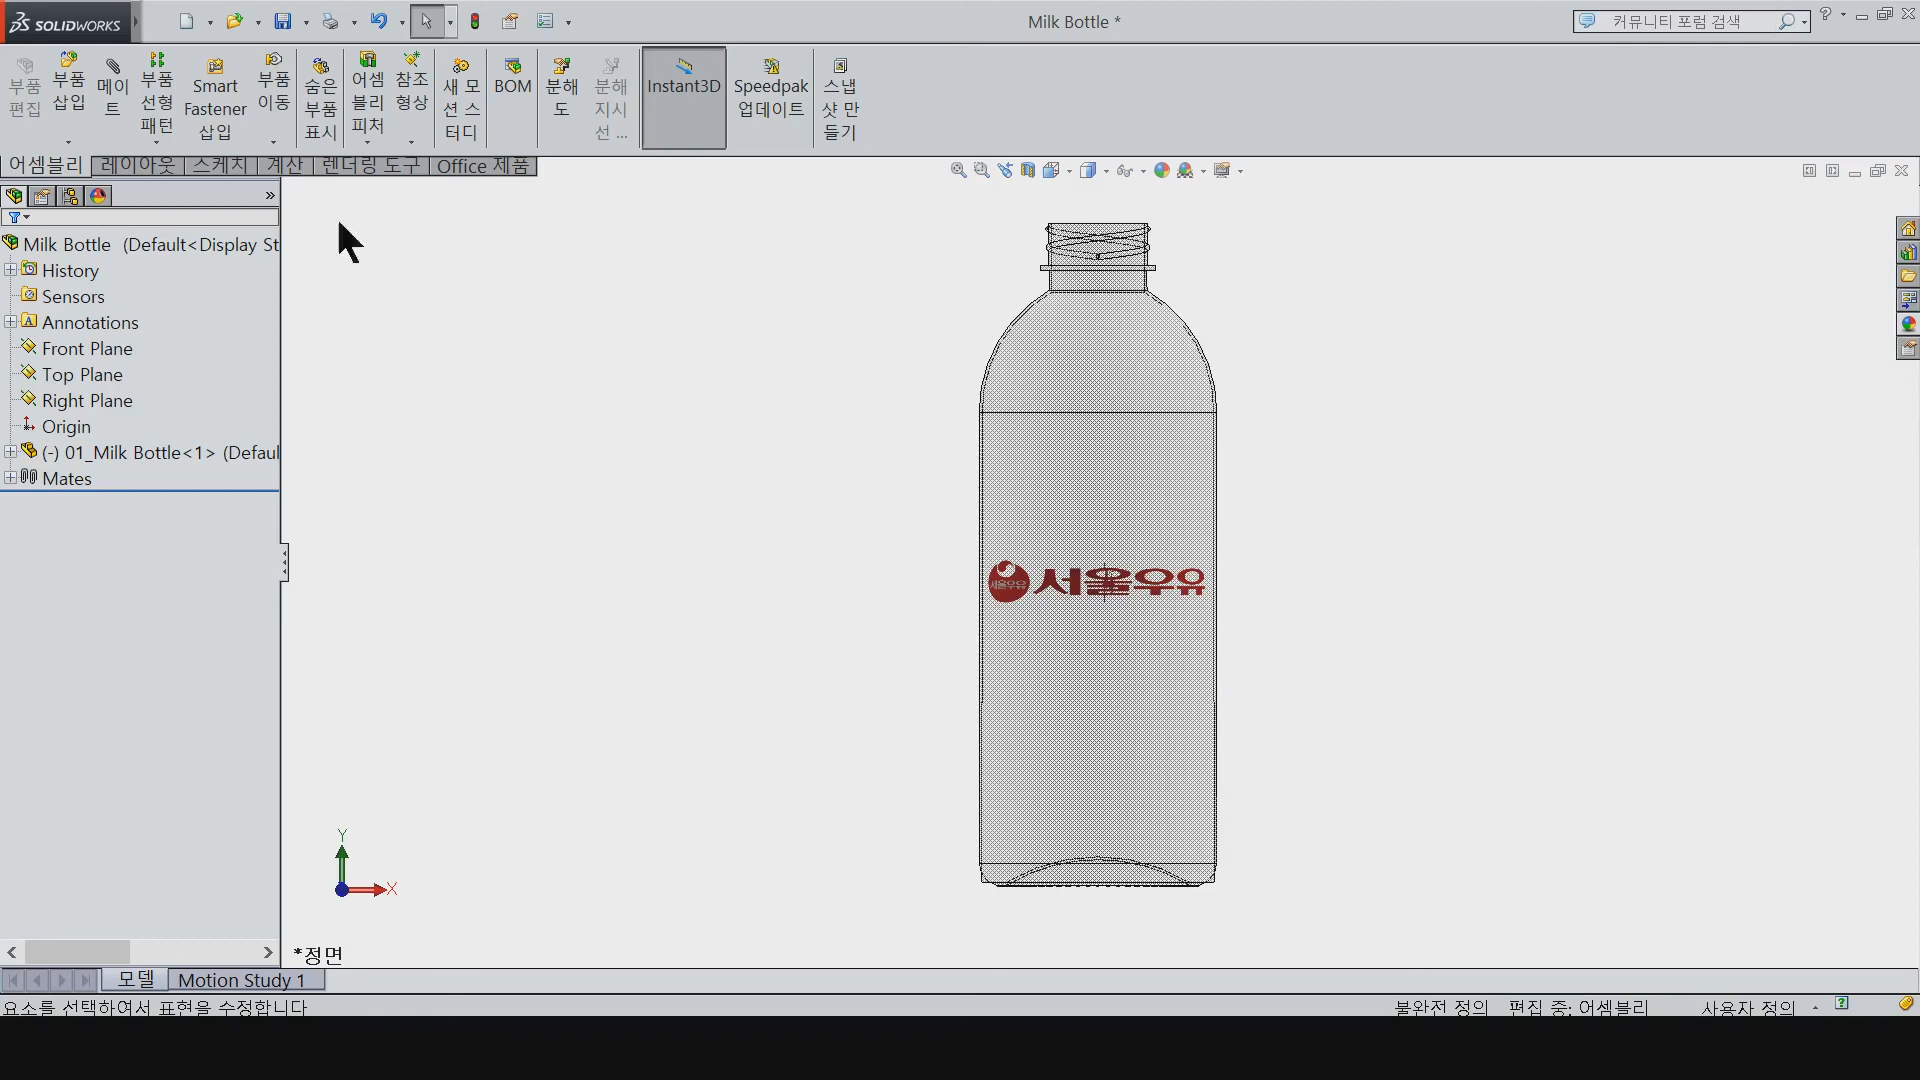 SOLIDWORKS
Milk Bottle *
커뮤니티 포럼 검색
부품 편집
부품 삽입
메이트
부품 선형 패턴
Smart Fastener 삽입
부품 이동
숨은 부품 표시
어셈블리 피처
참조 형상
새 모션 스터디
BOM
분해도
분해 지시선 ...
Instant3D
Speedpak 업데이트
스냅샷 만들기
어셈블리
레이아웃
스케치
계산
렌더링 도구
Office 제품
Milk Bottle (Default<Display St
History
Sensors
Annotations
Front Plane
Top Plane
Right Plane
Origin
(-) 01_Milk Bottle<1> (Defaul
Mates
서울우유
서울우유
Y
X
*정면
모델
Motion Study 1
요소를 선택하여서 표현을 수정합니다
불완전 정의
편집 중: 어셈블리
사용자 정의